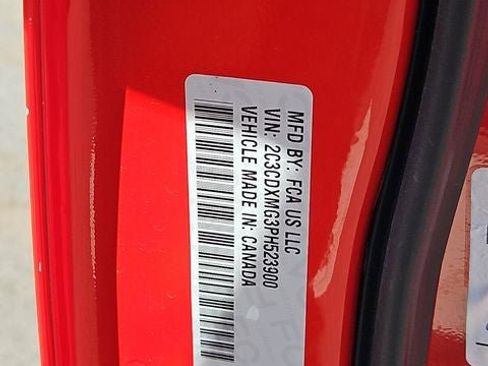 MFD BY: FCA US LLC
VIN: 2C3CDXMG3PH523900
VEHICLE MADE IN: CANADA